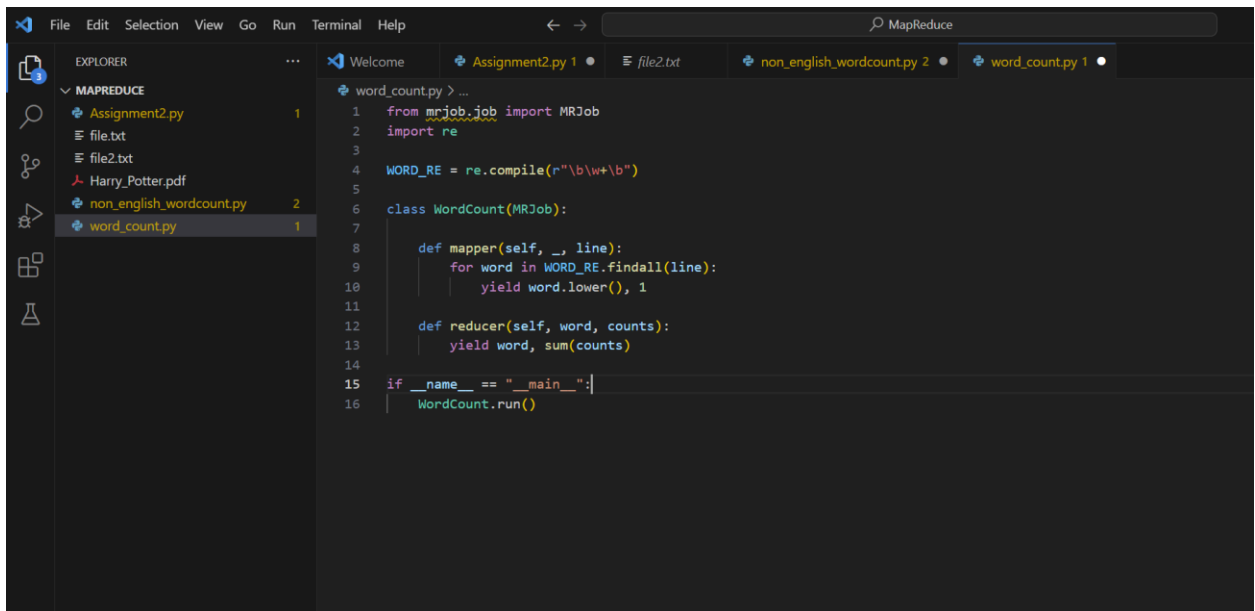 File Edit Selection View Go Run Terminal Help
MapReduce
EXPLORER
Welcome
Assignment2.py 1
file2.txt
non_english_wordcount.py 2
word_count.py 1
MAPREDUCE
Assignment2.py 1
file.txt
file2.txt
Harry_Potter.pdf
non_english_wordcount.py 2
word_count.py 1
3
word_count.py > ...
1 from mrjob.job import MRJob
2 import re
3
4 WORD_RE = re.compile(r"\b\w+\b")
5
6 class WordCount(MRJob):
7
8     def mapper(self, _, line):
9         for word in WORD_RE.findall(line):
10             yield word.lower(), 1
11
12     def reducer(self, word, counts):
13         yield word, sum(counts)
14
15 if __name__ == "__main__":
16     WordCount.run()